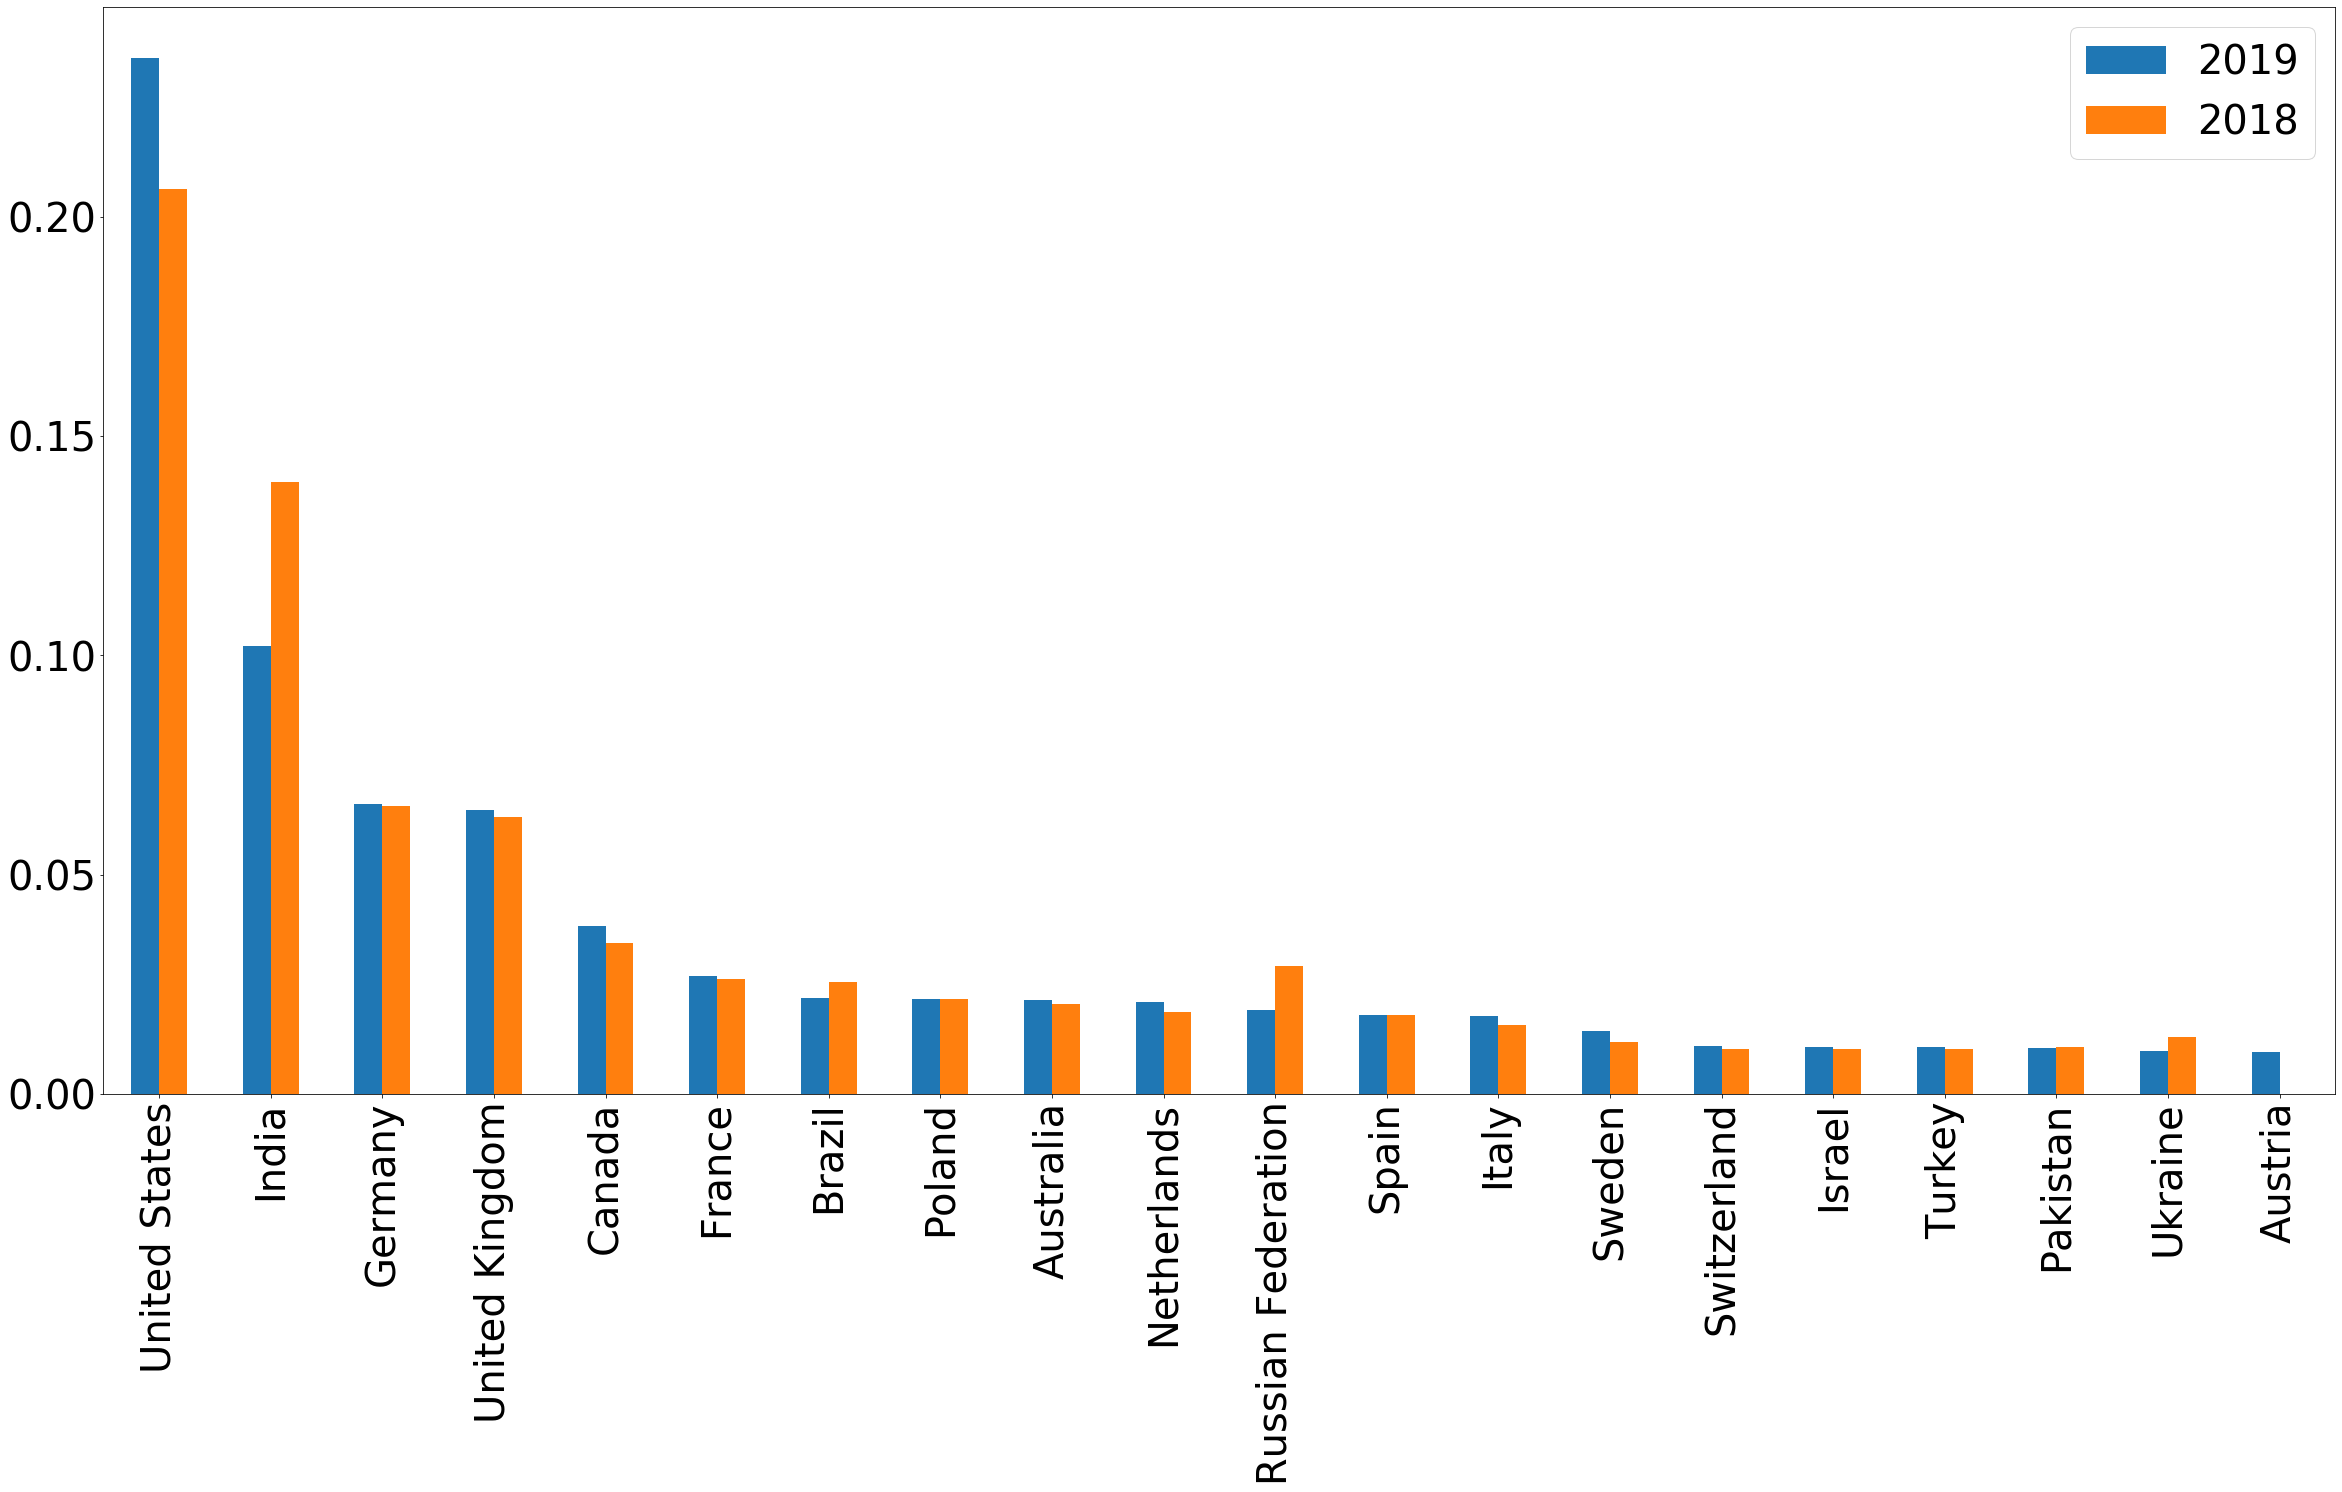 2019
2018
0.20
0.15
0.10
0.05
0.00
United States
India
Germany
United Kingdom
Canada
France
Brazil
Poland
Australia
Netherlands
Russian Federation
Spain
Italy
Sweden
Switzerland
Israel
Turkey
Pakistan
Ukraine
Austria